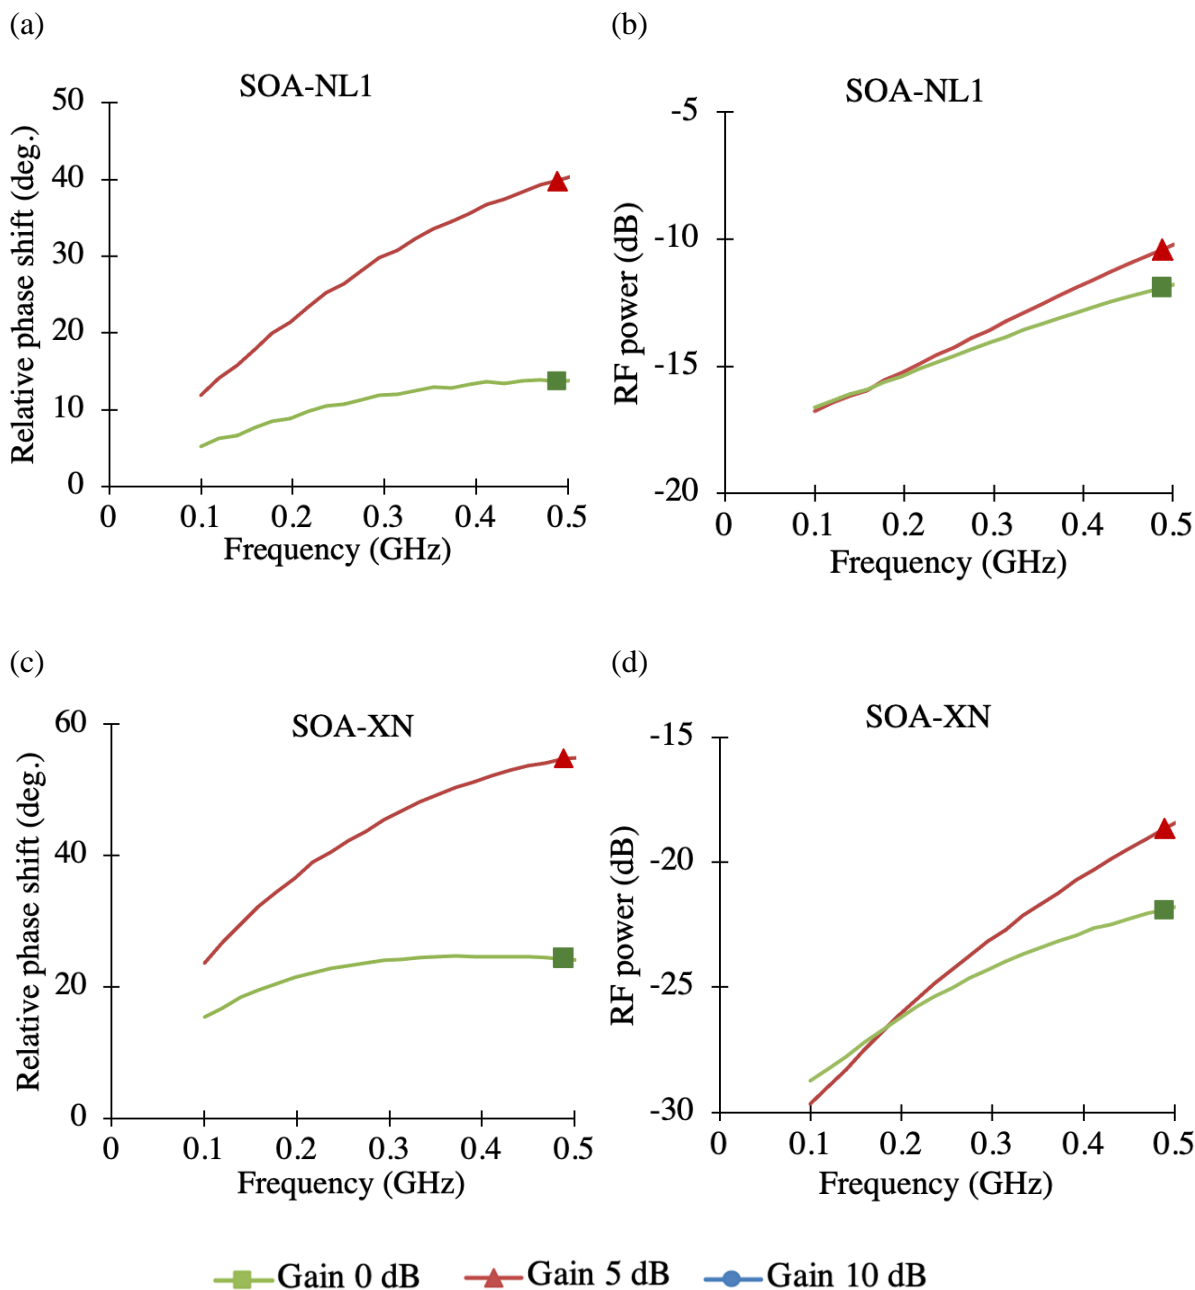 (a)
SOA-NL1
Relative phase shift (deg.)
50
40
30
20
10
0
0 0.1 0.2 0.3 0.4 0.5
Frequency (GHz)
(b)
SOA-NL1
RF power (dB)
-5
-10
-15
-20
0 0.1 0.2 0.3 0.4 0.5
Frequency (GHz)
(c)
SOA-XN
Relative phase shift (deg.)
60
40
20
0
0 0.1 0.2 0.3 0.4 0.5
Frequency (GHz)
(d)
SOA-XN
RF power (dB)
-15
-20
-25
-30
0 0.1 0.2 0.3 0.4 0.5
Frequency (GHz)
Gain 0 dB Gain 5 dB Gain 10 dB